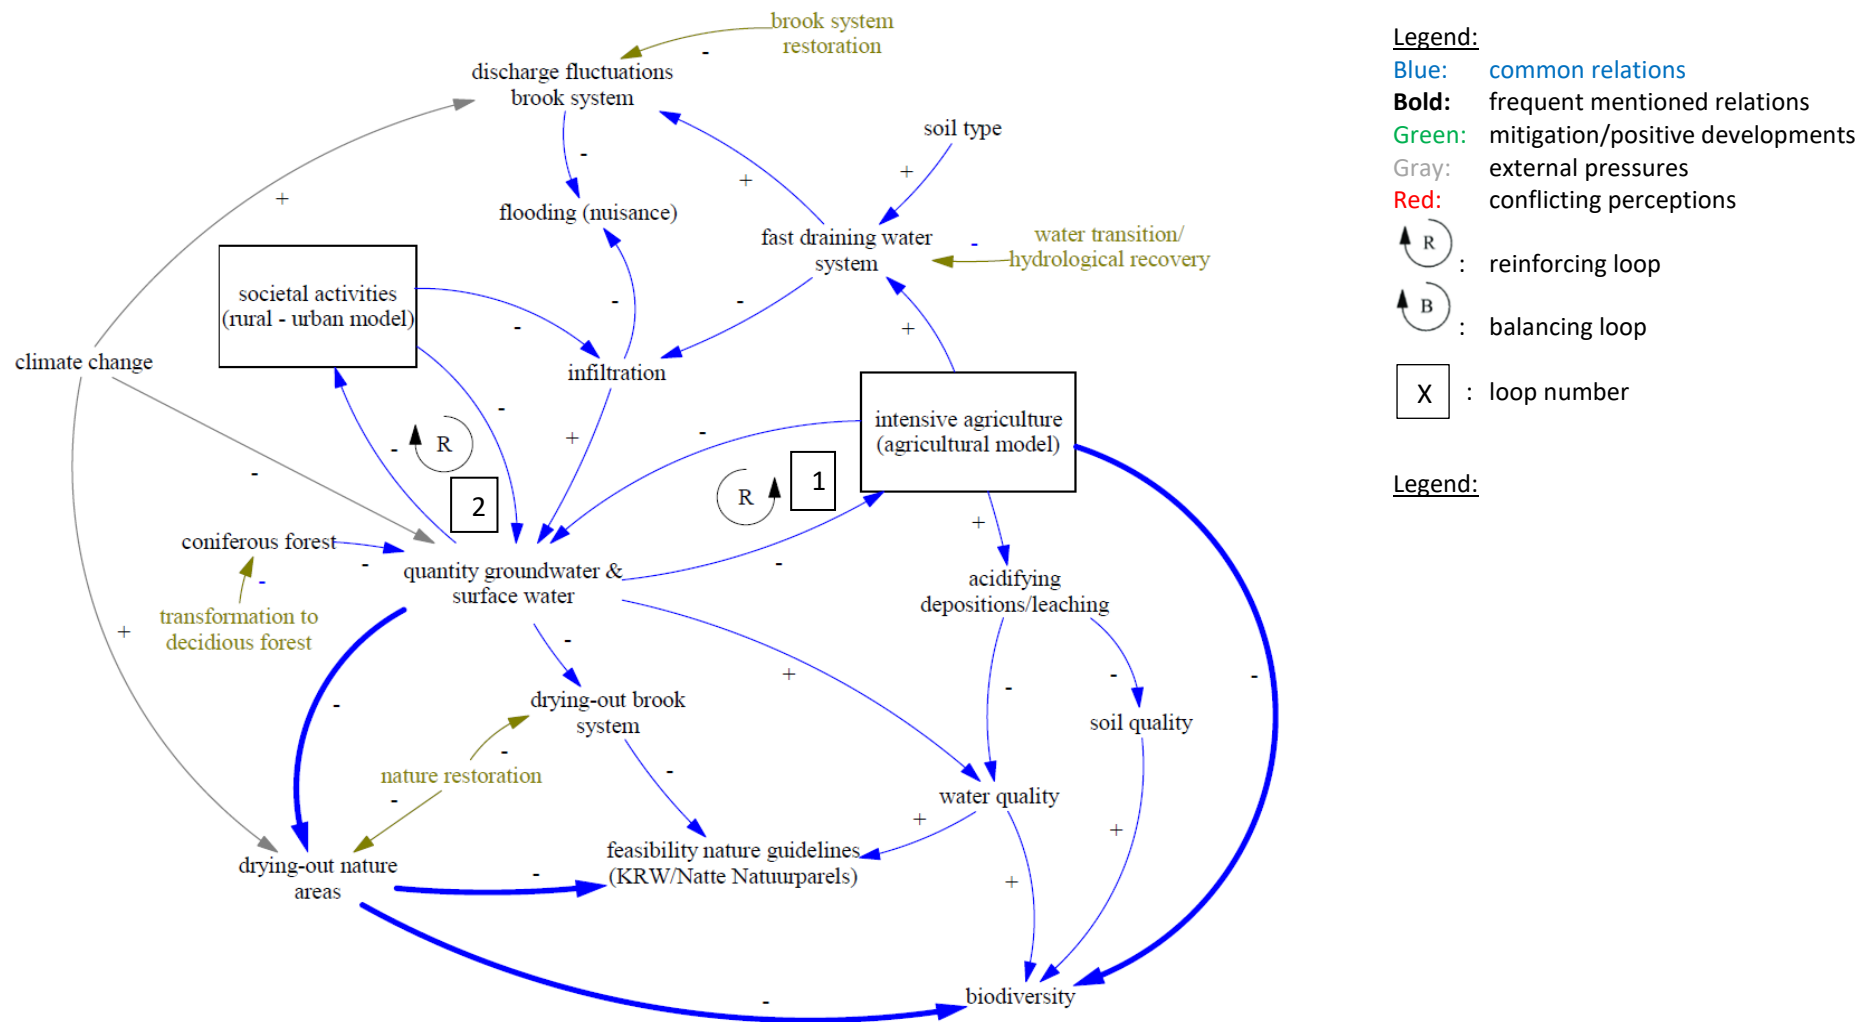 brook system
restoration
-
discharge fluctuations
brook system
soil type
-
+
+
+
flooding (nuisance)
fast draining water
system
-
water transition/
hydrological recovery
societal activities
(rural - urban model)
-
-
-
+
climate change
infiltration
intensive agriculture
(agricultural model)
-
+
-
-
R
-
R
1
2
+
coniferous forest
-
-
quantity groundwater &
surface water
-
acidifying
depositions/leaching
transformation to
decidious forest
+
-
+
-
-
-
-
drying-out brook
system
soil quality
-
nature restoration
-
-
water quality
+
+
feasibility nature guidelines
(KRW/Natte Natuurparels)
drying-out nature
areas
-
+
biodiversity
-
Legend:
Blue: common relations
Bold: frequent mentioned relations
Green: mitigation/positive developments
Gray: external pressures
Red: conflicting perceptions
R : reinforcing loop
B : balancing loop
X : loop number
Legend: